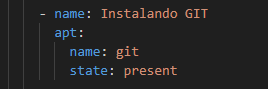 - name: Instalando GIT
apt:
name: git
state: present